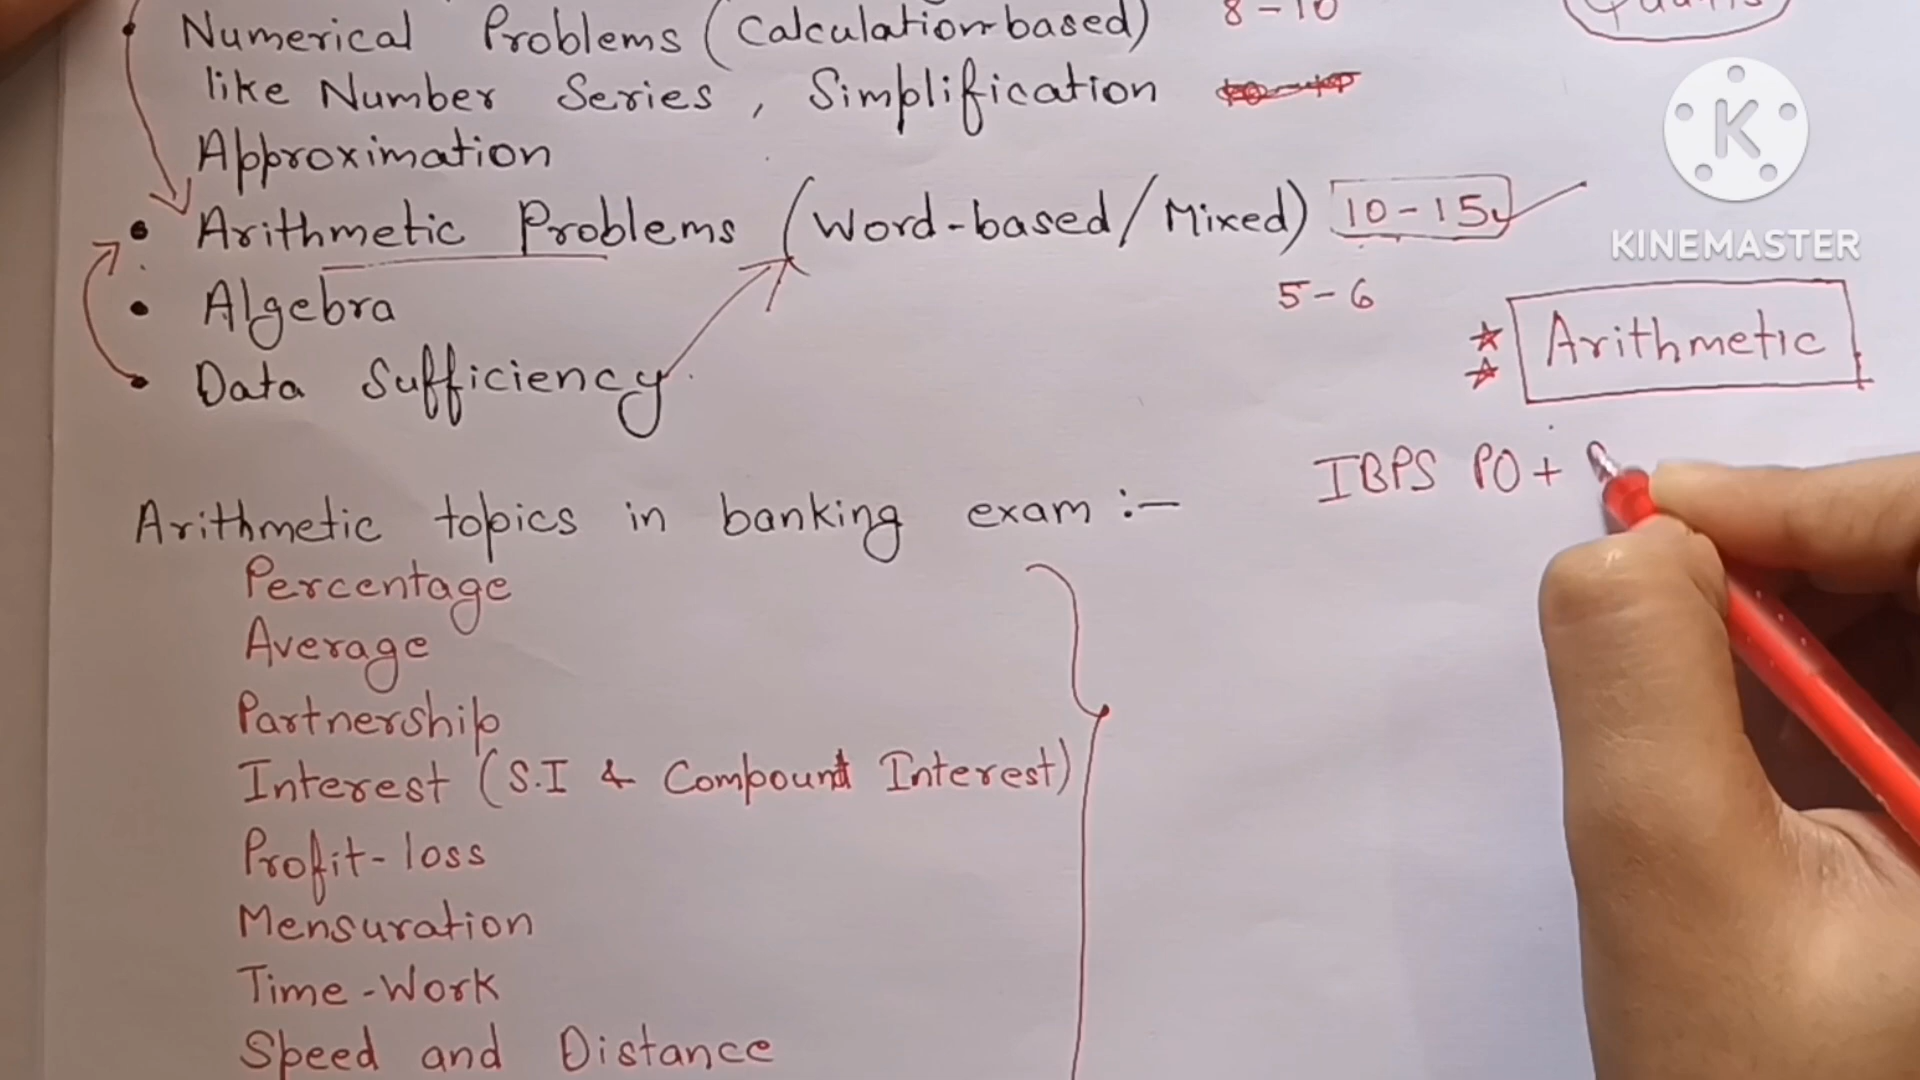 Numerical Problems (Calculation-based) 8-10
like Number Series, Simplification
Approximation
• Arithmetic Problems (Word-based/Mixed) 10-15
• Algebra 5-6
• Data Sufficiency
Arithmetic
IBPS PO+
Arithmetic topics in banking exam :-
Percentage
Average
Partnership
Interest (S.I & Compount Interest)
Profit-loss
Mensuration
Time-Work
Speed and Distance
K
KINEMASTER